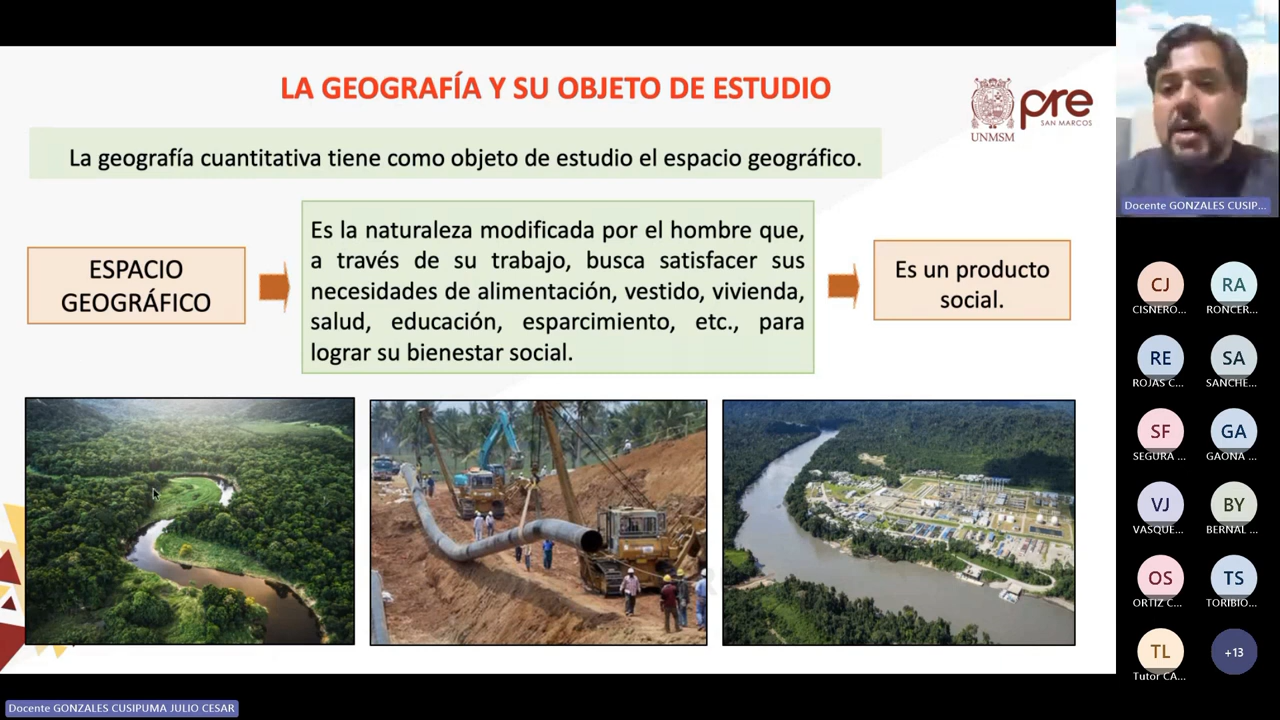 LA GEOGRAFÍA Y SU OBJETO DE ESTUDIO
UNMSM
pre
SAN MARCOS
La geografía cuantitativa tiene como objeto de estudio el espacio geográfico.
ESPACIO
GEOGRÁFICO
Es la naturaleza modificada por el hombre que,
a través de su trabajo, busca satisfacer sus
necesidades de alimentación, vestido, vivienda,
salud, educación, esparcimiento, etc., para
lograr su bienestar social.
Es un producto
social.
Docente GONZALES CUSIP...
CJ
CISNERO...
RA
RONCER...
RE
ROJAS C...
SA
SANCHE...
SF
SEGURA ...
GA
GAONA ...
VJ
VASQUE...
BY
BERNAL ...
OS
ORTIZ C...
TS
TORIBIO...
TL
Tutor CA...
+13
Docente GONZALES CUSIPUMA JULIO CESAR